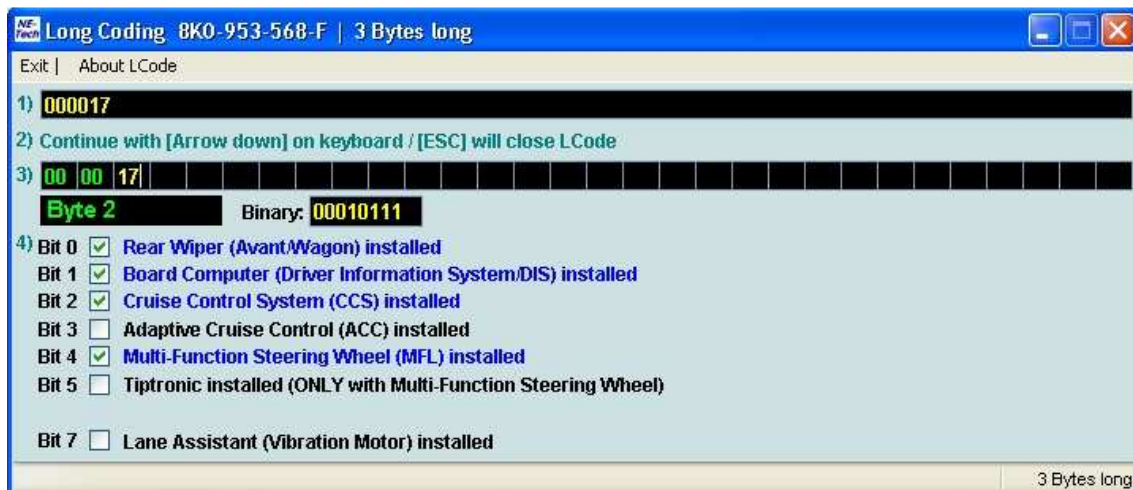 NE-Tech Long Coding 8K0-953-568-F | 3 Bytes long
Exit | About LCode
1) 000017
2) Continue with [Arrow down] on keyboard / [ESC] will close LCode
3) 00 00 17
Byte 2 Binary: 00010111
4) Bit 0 Rear Wiper (Avant/Wagon) installed
Bit 1 Board Computer (Driver Information System/DIS) installed
Bit 2 Cruise Control System (CCS) installed
Bit 3 Adaptive Cruise Control (ACC) installed
Bit 4 Multi-Function Steering Wheel (MFL) installed
Bit 5 Tiptronic installed (ONLY with Multi-Function Steering Wheel)
Bit 7 Lane Assistant (Vibration Motor) installed
3 Bytes long